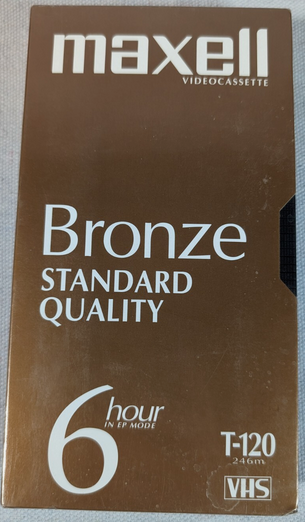 maxell
VIDEOCASSETTE
Bronze
STANDARD
QUALITY
6 hour
IN EP MODE
T-120
246m
VHS